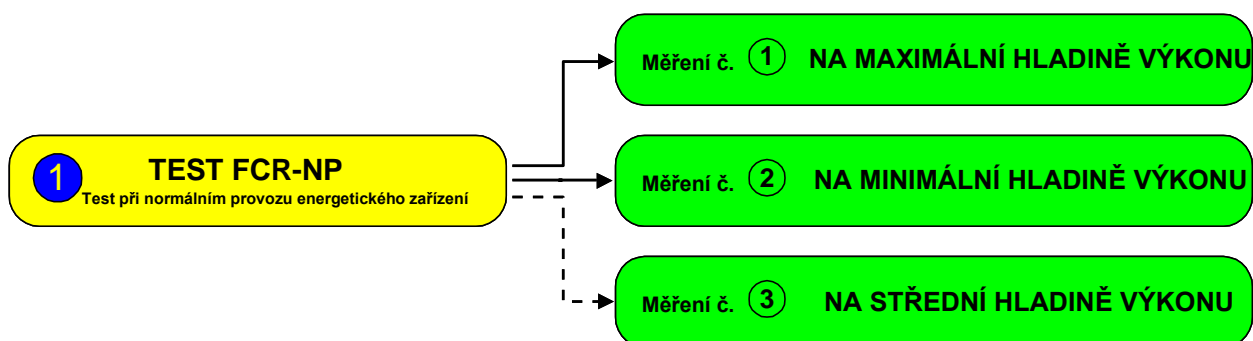 Měření č. 1 NA MAXIMÁLNÍ HLADINĚ VÝKONU
1 TEST FCR-NP
Test při normálním provozu energetického zařízení
Měření č. 2 NA MINIMÁLNÍ HLADINĚ VÝKONU
Měření č. 3 NA STŘEDNÍ HLADINĚ VÝKONU